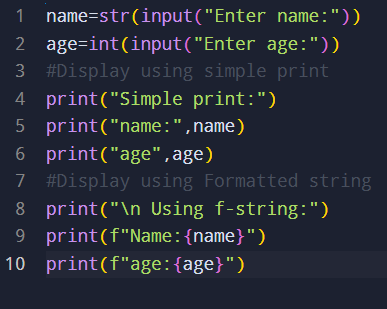 1 name=str(input("Enter name:"))
2 age=int(input("Enter age:"))
3 #Display using simple print
4 print("Simple print:")
5 print("name:",name)
6 print("age",age)
7 #Display using Formatted string
8 print("\n Using f-string:")
9 print(f"Name:{name}")
10 print(f"age:{age}")